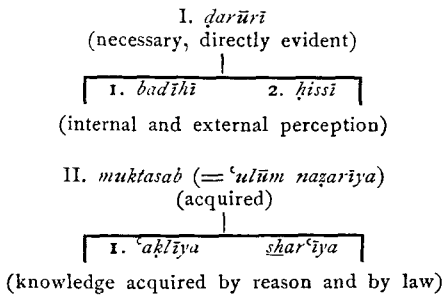 I. ḍarūrī
(necessary, directly evident)
1. badīhī 2. ḥissī
(internal and external perception)
II. muktasab (= ʿulūm naẓarīya)
(acquired)
1. ʿaḳlīya sharʿīya
(knowledge acquired by reason and by law)